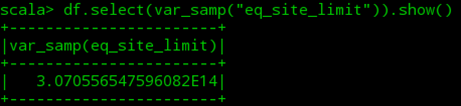 scala> df.select(var_samp("eq_site_limit")).show()
+-----------------------+
|var_samp(eq_site_limit)|
+-----------------------+
|   3.070556547596082E14|
+-----------------------+